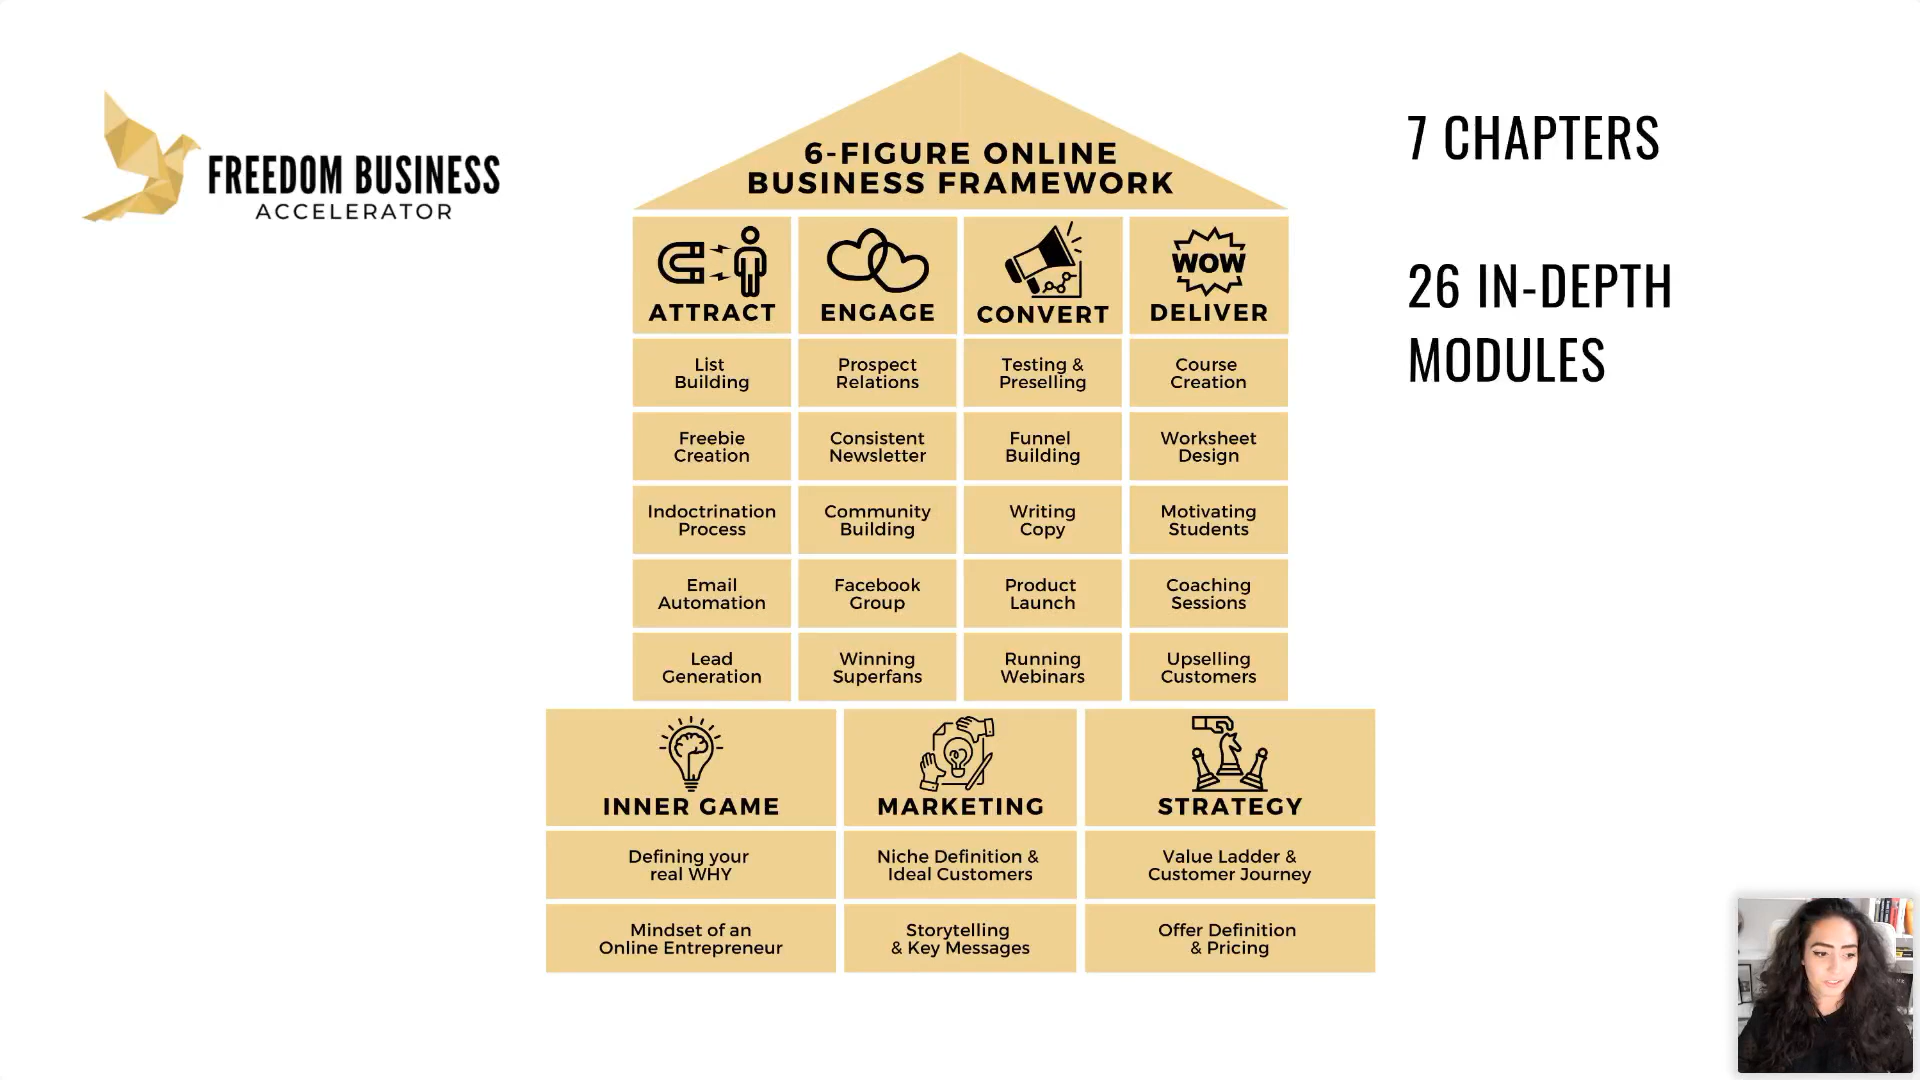 FREEDOM BUSINESS
ACCELERATOR
6-FIGURE ONLINE
BUSINESS FRAMEWORK
7 CHAPTERS
26 IN-DEPTH
MODULES
ATTRACT
ENGAGE
CONVERT
WOW
DELIVER
List
Building
Prospect
Relations
Testing &
Preselling
Course
Creation
Freebie
Creation
Consistent
Newsletter
Funnel
Building
Worksheet
Design
Indoctrination
Process
Community
Building
Writing
Copy
Motivating
Students
Email
Automation
Facebook
Group
Product
Launch
Coaching
Sessions
Lead
Generation
Winning
Superfans
Running
Webinars
Upselling
Customers
INNER GAME
MARKETING
STRATEGY
Defining your
real WHY
Niche Definition &
Ideal Customers
Value Ladder &
Customer Journey
Mindset of an
Online Entrepreneur
Storytelling
& Key Messages
Offer Definition
& Pricing